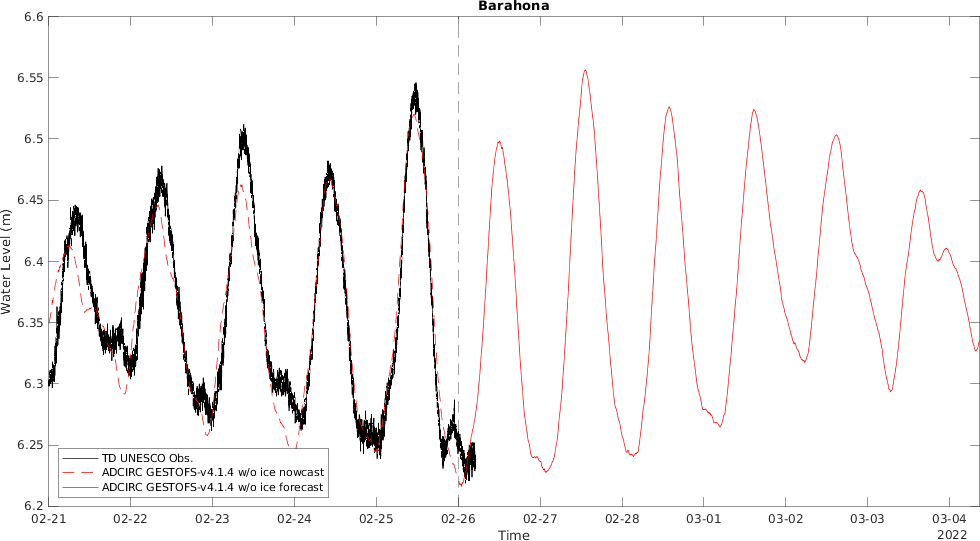 Barahona
6.6
6.55
6.5
6.45
6.4
6.35
6.3
6.25
6.2
Water Level (m)
TD UNESCO Obs.
ADCIRC GESTOFS-v4.1.4 w/o ice nowcast
ADCIRC GESTOFS-v4.1.4 w/o ice forecast
02-21 02-22 02-23 02-24 02-25 02-26 02-27 02-28 03-01 03-02 03-03 03-04
Time
2022